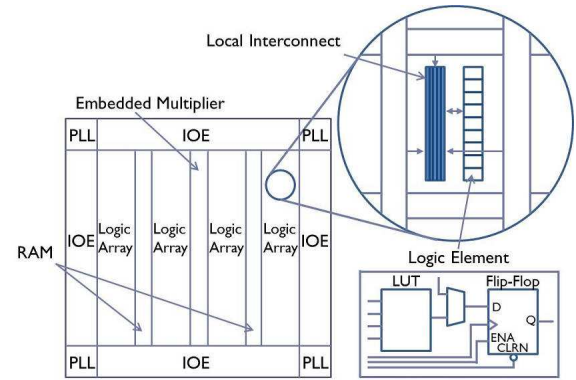 Local Interconnect
Embedded Multiplier
PLL IOE PLL
IOE Logic Array Logic Array Logic Array Logic Array IOE
RAM
PLL IOE PLL
Logic Element
LUT Flip-Flop
D
Q
ENA
CLRN